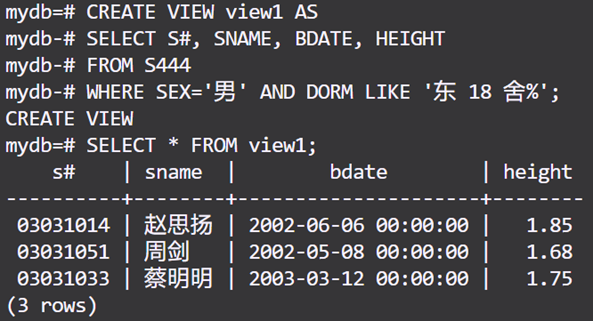 mydb=# CREATE VIEW view1 AS
mydb-# SELECT S#, SNAME, BDATE, HEIGHT
mydb-# FROM S444
mydb-# WHERE SEX='男' AND DORM LIKE '东 18 舍%';
CREATE VIEW
mydb=# SELECT * FROM view1;
    s#    | sname  |        bdate        | height
----------+--------+---------------------+--------
 03031014 | 赵思扬 | 2002-06-06 00:00:00 |   1.85
 03031051 | 周剑   | 2002-05-08 00:00:00 |   1.68
 03031033 | 蔡明明 | 2003-03-12 00:00:00 |   1.75
(3 rows)